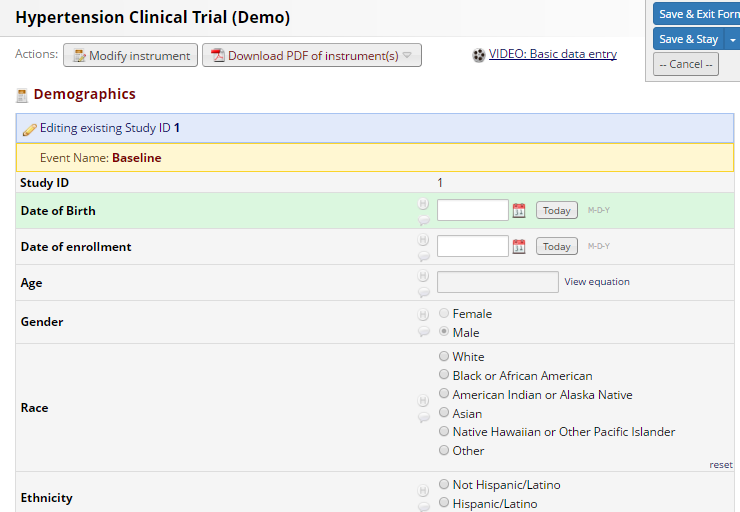 Hypertension Clinical Trial (Demo)
Save & Exit Form
Save & Stay
-- Cancel --
Actions: Modify instrument Download PDF of instrument(s) VIDEO: Basic data entry
Demographics
Editing existing Study ID 1
Event Name: Baseline
Study ID 1
Date of Birth H 31 Today M-D-Y
Date of enrollment H 31 Today M-D-Y
Age H View equation
Gender H Female
Male
Race H White
Black or African American
American Indian or Alaska Native
Asian
Native Hawaiian or Other Pacific Islander
Other
reset
Ethnicity H Not Hispanic/Latino
Hispanic/Latino